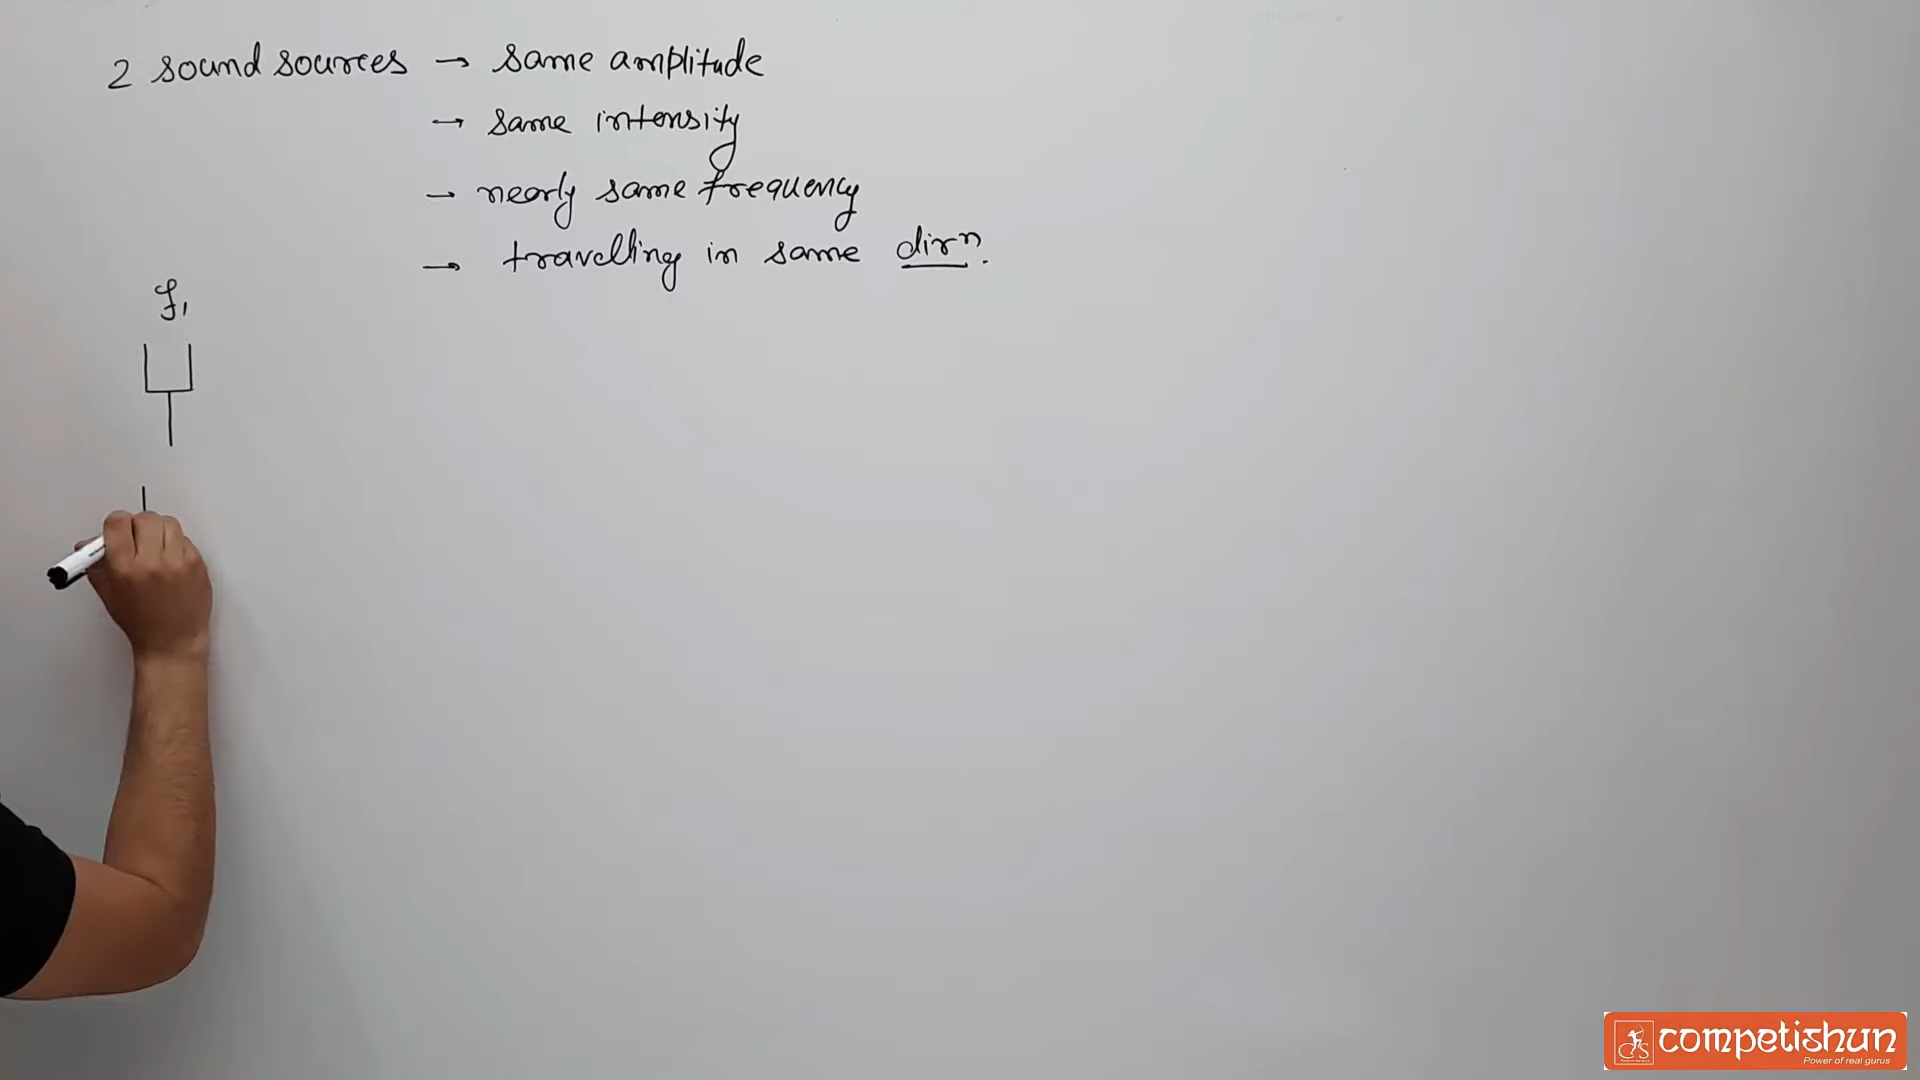 2 sound sources → same amplitude
→ same intensity
→ nearly same frequency
→ travelling in same dirⁿ.
f₁
competishun
Power of real gurus